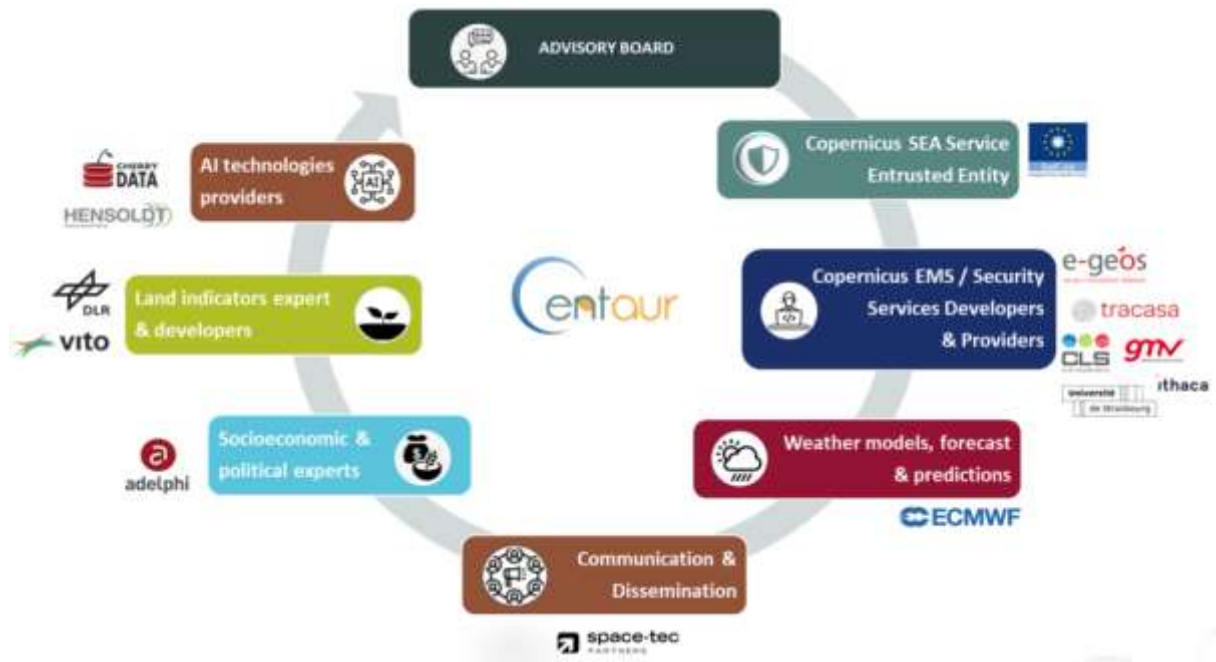 ADVISORY BOARD
Copernicus SEA Service
Entrusted Entity
AI technologies
providers
CHERRY
DATA
HENSOLDT
Copernicus EMS / Security
Services Developers
& Providers
e-geos
tracasa
CLS
gmv
ithaca
Université
de Strasbourg
Land indicators expert
& developers
DLR
vito
Centaur
Socioeconomic &
political experts
adelphi
Weather models, forecast
& predictions
ECMWF
Communication &
Dissemination
space-tec
PARTNERS